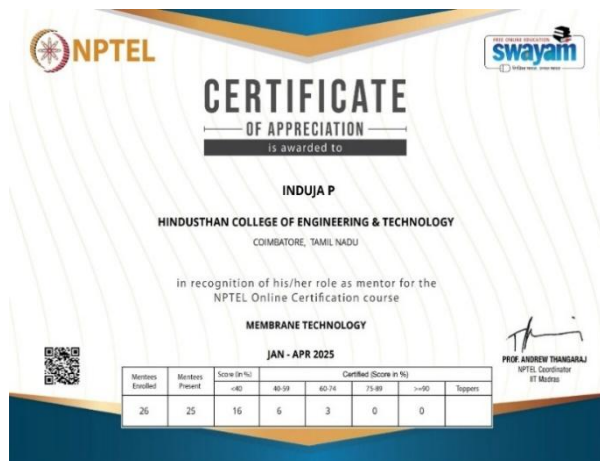 NPTEL
FREE ONLINE EDUCATION
swayam
CERTIFICATE
OF APPRECIATION
is awarded to
INDUJA P
HINDUSTHAN COLLEGE OF ENGINEERING & TECHNOLOGY
COIMBATORE, TAMIL NADU
in recognition of his/her role as mentor for the
NPTEL Online Certification course
MEMBRANE TECHNOLOGY
JAN - APR 2025
PROF. ANDREW THANGARAJ
NPTEL Coordinator
IIT Madras
Mentees Enrolled Mentees Present Score (in %) Certified (Score in %)
<40 40-59 60-74 75-89 >=90 Toppers
26 25 16 6 3 0 0